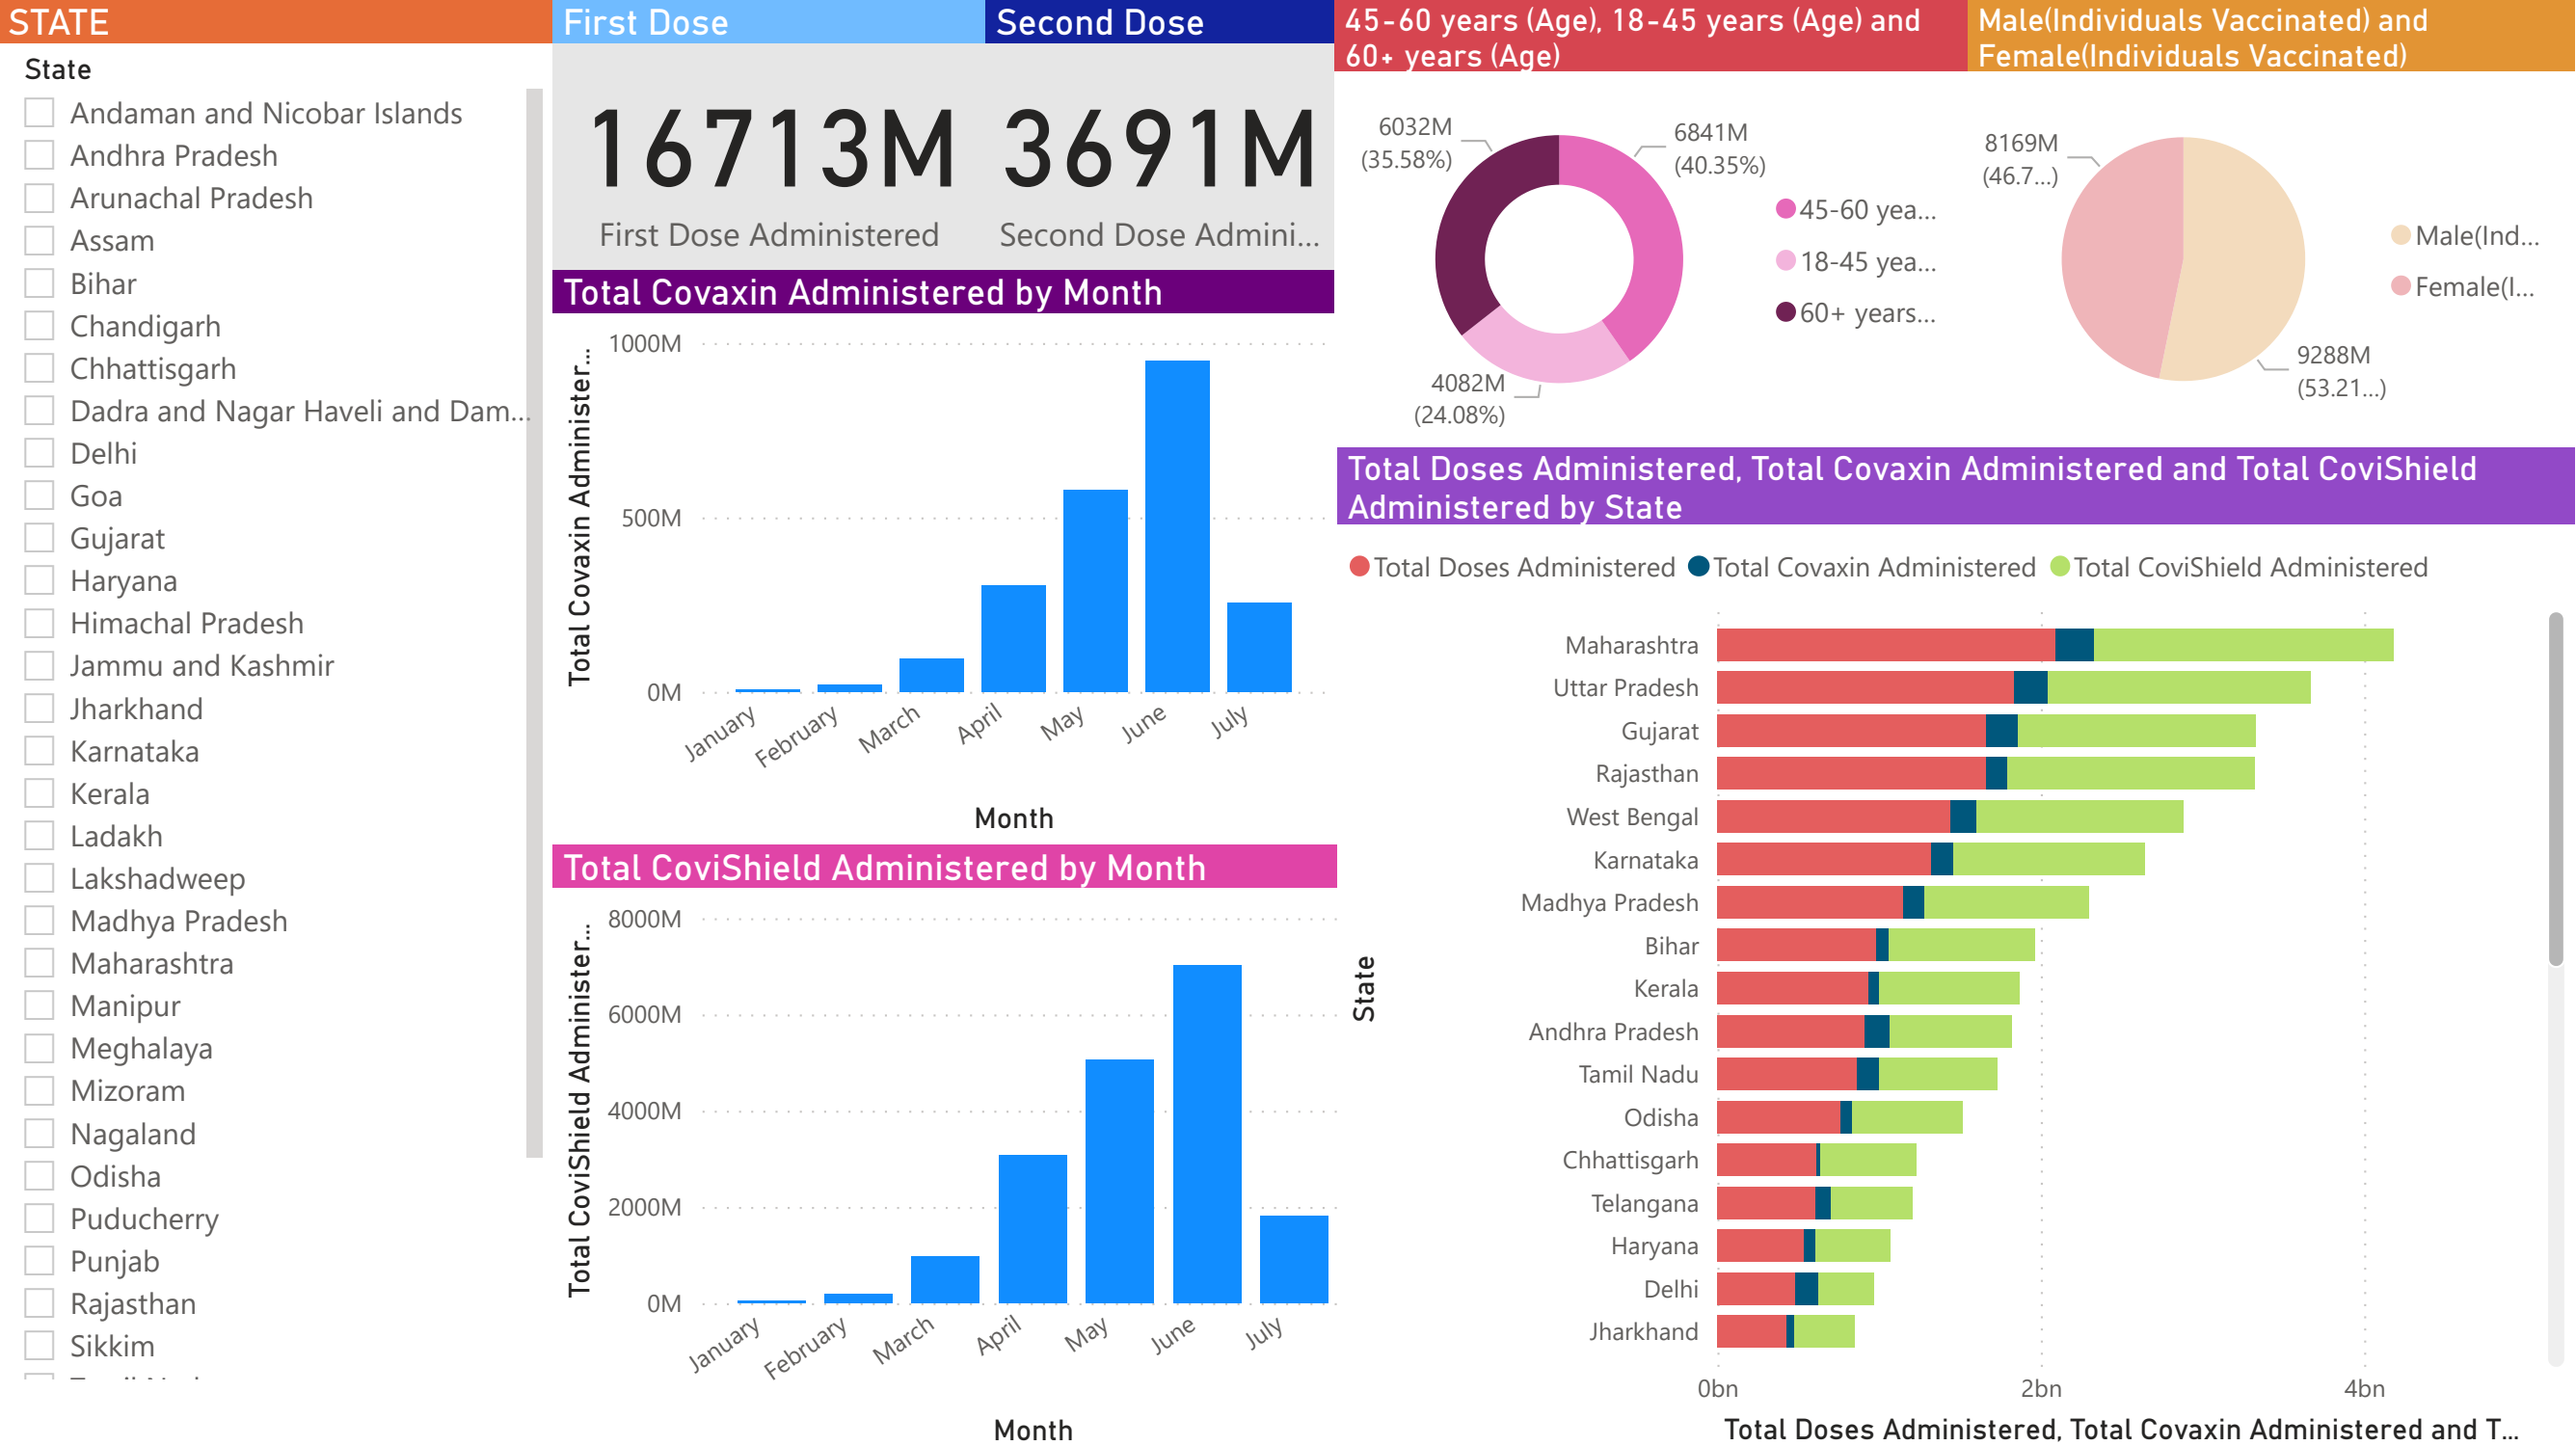 STATE
State
Andaman and Nicobar Islands
Andhra Pradesh
Arunachal Pradesh
Assam
Bihar
Chandigarh
Chhattisgarh
Dadra and Nagar Haveli and Dam...
Delhi
Goa
Gujarat
Haryana
Himachal Pradesh
Jammu and Kashmir
Jharkhand
Karnataka
Kerala
Ladakh
Lakshadweep
Madhya Pradesh
Maharashtra
Manipur
Meghalaya
Mizoram
Nagaland
Odisha
Puducherry
Punjab
Rajasthan
Sikkim
First Dose
16713M
First Dose Administered
Second Dose
3691M
Second Dose Admini...
Total Covaxin Administered by Month
Total Covaxin Administer...
1000M
500M
0M
January
February
March
April
May
June
July
Month
Total CoviShield Administered by Month
Total CoviShield Administer...
8000M
6000M
4000M
2000M
0M
January
February
March
April
May
June
July
Month
45-60 years (Age), 18-45 years (Age) and
60+ years (Age)
6032M
(35.58%)
6841M
(40.35%)
4082M
(24.08%)
45-60 yea...
18-45 yea...
60+ years...
Male(Individuals Vaccinated) and
Female(Individuals Vaccinated)
8169M
(46.7...)
9288M
(53.21...)
Male(Ind...
Female(I...
Total Doses Administered, Total Covaxin Administered and Total CoviShield
Administered by State
Total Doses Administered
Total Covaxin Administered
Total CoviShield Administered
State
Maharashtra
Uttar Pradesh
Gujarat
Rajasthan
West Bengal
Karnataka
Madhya Pradesh
Bihar
Kerala
Andhra Pradesh
Tamil Nadu
Odisha
Chhattisgarh
Telangana
Haryana
Delhi
Jharkhand
0bn
2bn
4bn
Total Doses Administered, Total Covaxin Administered and T...